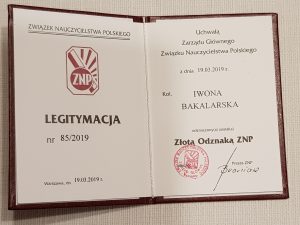 ZWIĄZEK NAUCZYCIELSTWA POLSKIEGO
ZNP
LEGITYMACJA
nr 85/2019
Warszawa, dn. 19.03.2019 r.
Uchwałą
Zarządu Głównego
Związku Nauczycielstwa Polskiego
z dnia 19.03.2019 r.
Kol. IWONA
BAKALARSKA
Złotą Odznaką ZNP
Prezes ZNP